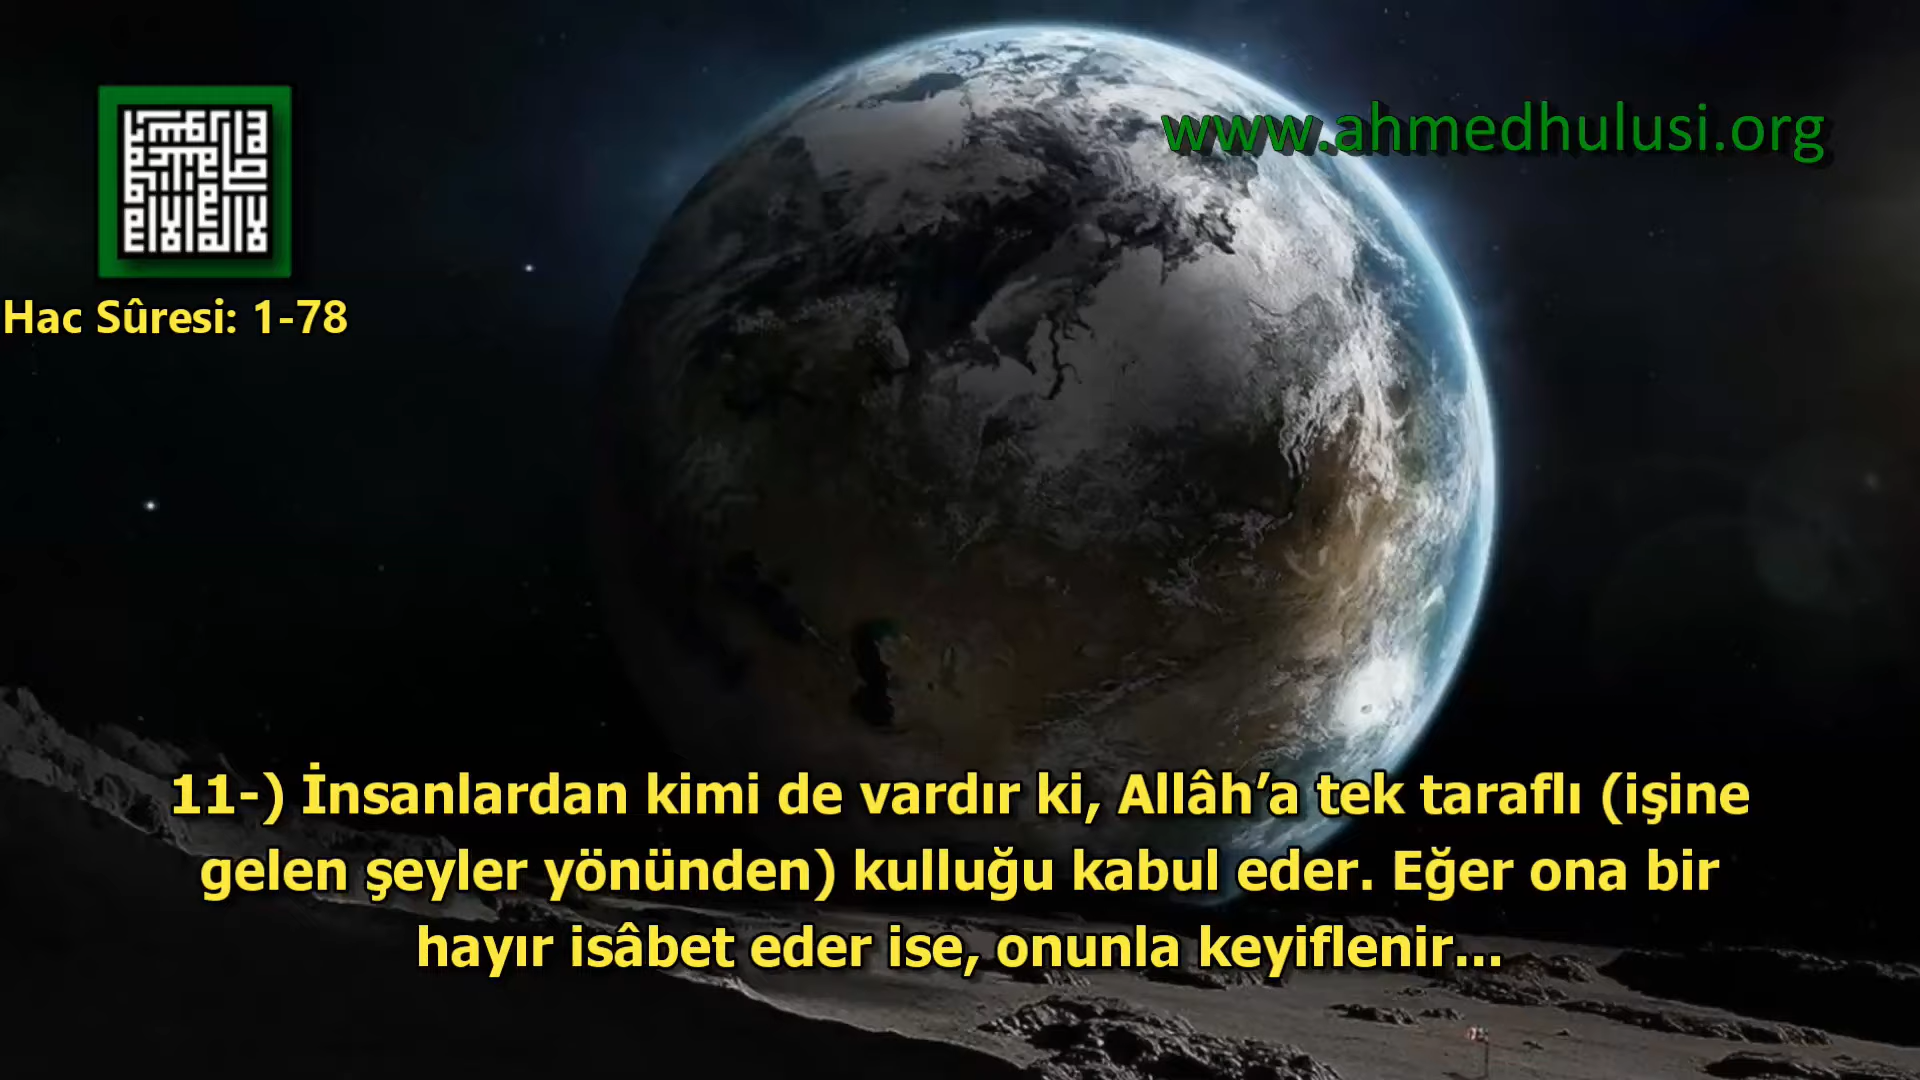 www.ahmedhulusi.org
Hac Sûresi: 1-78
11-) İnsanlardan kimi de vardır ki, Allâh’a tek taraflı (işine
gelen şeyler yönünden) kulluğu kabul eder. Eğer ona bir
hayır isâbet eder ise, onunla keyiflenir...